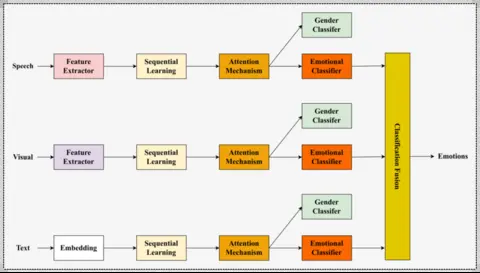 Gender
Classifer
Speech
Feature
Extractor
Sequential
Learning
Attention
Mechanism
Emotional
Classifier
Gender
Classifer
Visual
Feature
Extractor
Sequential
Learning
Attention
Mechanism
Emotional
Classifier
Classification Fusion
Emotions
Gender
Classifer
Text
Embedding
Sequential
Learning
Attention
Mechanism
Emotional
Classifier